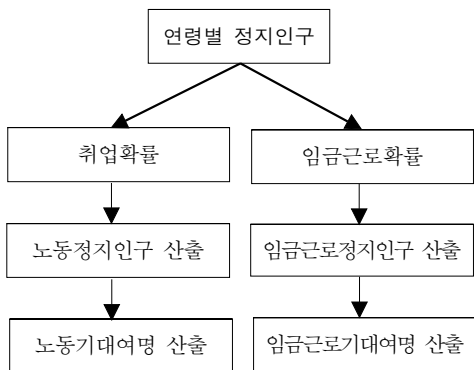 연령별 정지인구
취업확률
임금근로확률
노동정지인구 산출
임금근로정지인구 산출
노동기대여명 산출
임금근로기대여명 산출